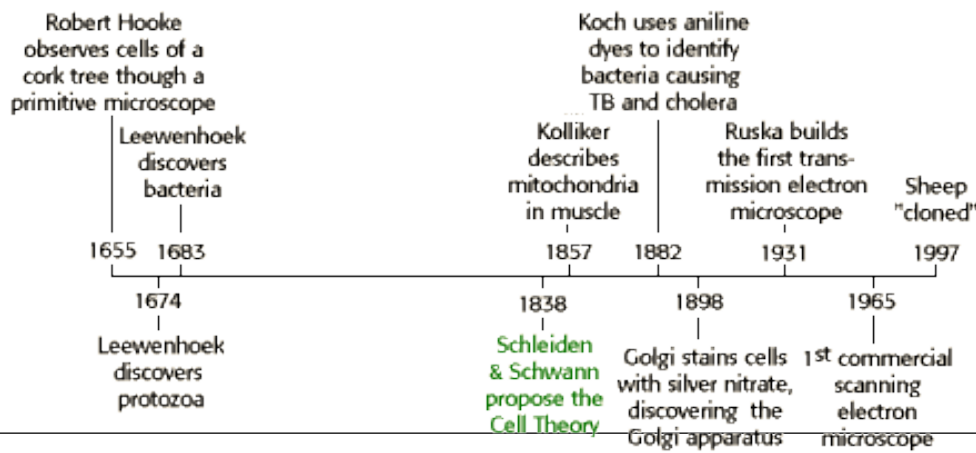 Robert Hooke
observes cells of a
cork tree though a
primitive microscope
Leewenhoek
discovers
bacteria
Koch uses aniline
dyes to identify
bacteria causing
TB and cholera
Kolliker
describes
mitochondria
in muscle
Ruska builds
the first trans-
mission electron
microscope
Sheep
"cloned"
1655 1683 1857 1882 1931 1997
1674 1838 1898 1965
Leewenhoek
discovers
protozoa
Schleiden
& Schwann
propose the
Cell Theory
Golgi stains cells
with silver nitrate,
discovering the
Golgi apparatus
1st commercial
scanning
electron
microscope